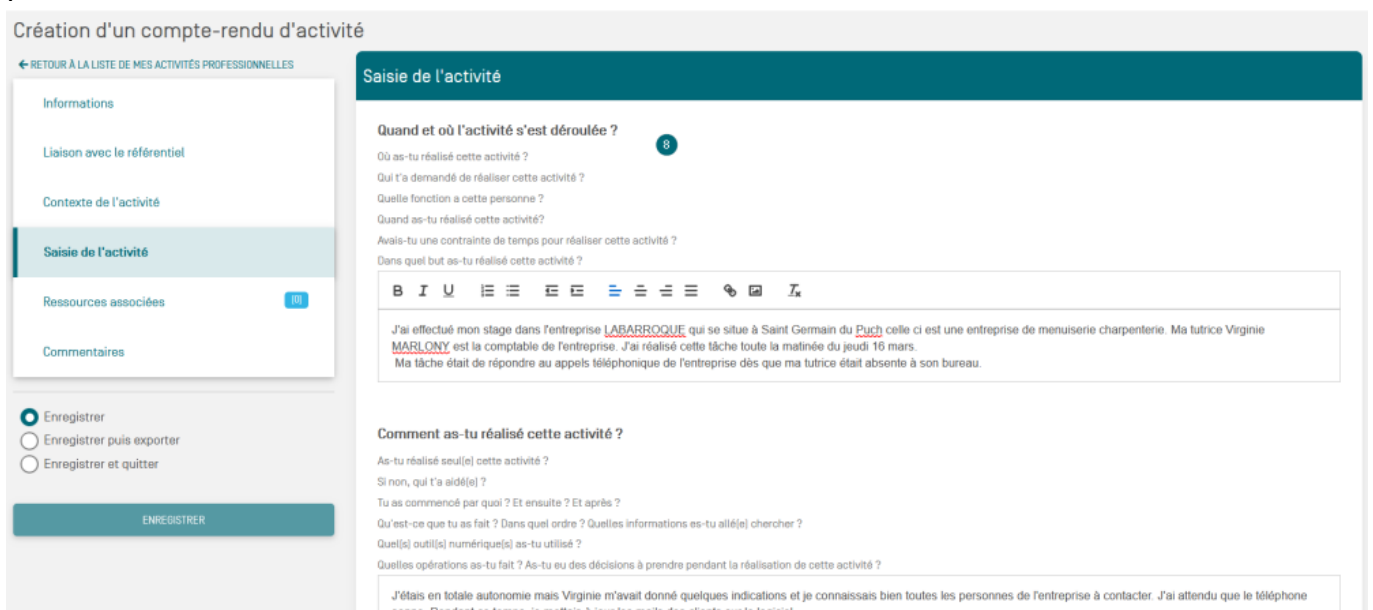 Création d'un compte-rendu d'activité
RETOUR À LA LISTE DE MES ACTIVITÉS PROFESSIONNELLES
Informations
Liaison avec le référentiel
Contexte de l'activité
Saisie de l'activité
Ressources associées
(0)
Commentaires
Enregistrer
Enregistrer puis exporter
Enregistrer et quitter
ENREGISTRER
Saisie de l'activité
Quand et où l'activité s'est déroulée ?
8
Où as-tu réalisé cette activité ?
Qui t'a demandé de réaliser cette activité ?
Quelle fonction a cette personne ?
Quand as-tu réalisé cette activité?
Avais-tu une contrainte de temps pour réaliser cette activité ?
Dans quel but as-tu réalisé cette activité ?
B I U
J'ai effectué mon stage dans l'entreprise LABARROQUE qui se situe à Saint Germain du Puch celle ci est une entreprise de menuiserie charpenterie. Ma tutrice Virginie
MARLONY est la comptable de l'entreprise. J'ai réalisé cette tâche toute la matinée du jeudi 16 mars.
Ma tâche était de répondre au appels téléphonique de l'entreprise dès que ma tutrice était absente à son bureau.
Comment as-tu réalisé cette activité ?
As-tu réalisé seul(e) cette activité ?
Si non, qui t'a aidé(e) ?
Tu as commencé par quoi ? Et ensuite ? Et après ?
Qu'est-ce que tu as fait ? Dans quel ordre ? Quelles informations es-tu allé(e) chercher ?
Quel(s) outil(s) numérique(s) as-tu utilisé ?
Quelles opérations as-tu fait ? As-tu eu des décisions à prendre pendant la réalisation de cette activité ?
J'étais en totale autonomie mais Virginie m'avait donné quelques indications et je connaissais bien toutes les personnes de l'entreprise à contacter. J'ai attendu que le téléphone